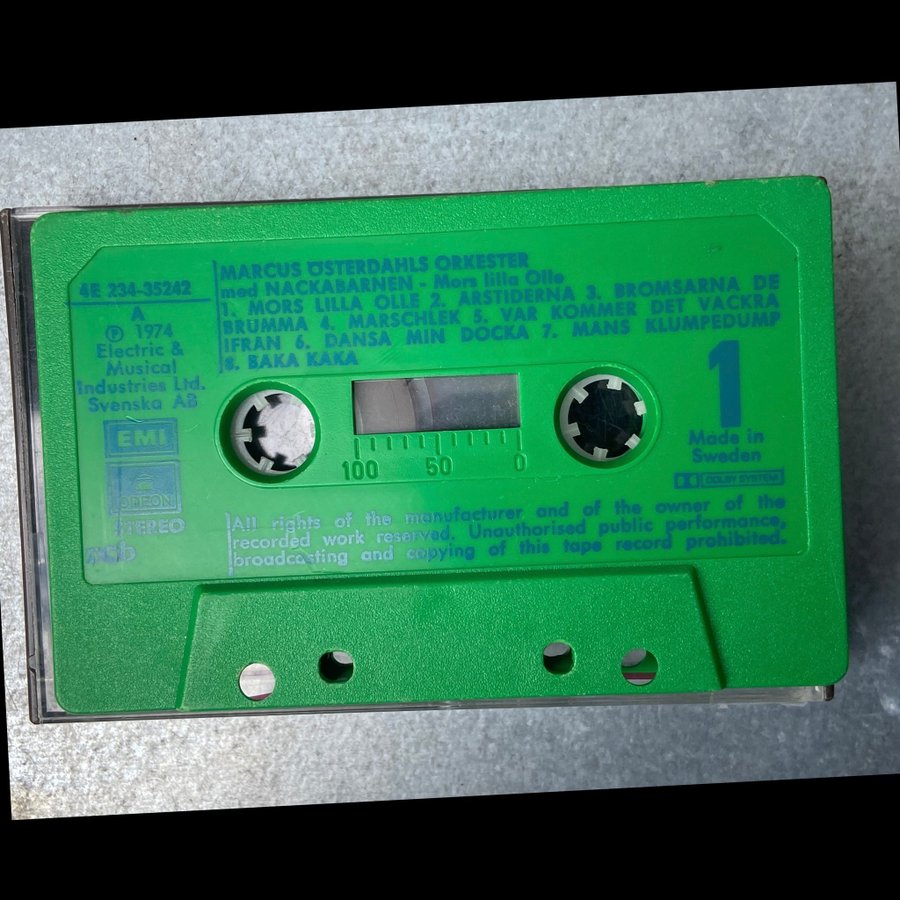 4E 234-35242
A
℗ 1974
Electric &
Musical
Industries Ltd.
Svenska AB
EMI
ODEON
STEREO
ncb
MARCUS ÖSTERDAHLS ORKESTER
med NACKABARNEN - Mors lilla Olle
1. MORS LILLA OLLE 2. ARSTIDERNA 3. BROMSARNA DE
BRUMMA 4. MARSCHLEK 5. VAR KOMMER DET VACKRA
IFRAN 6. DANSA MIN DOCKA 7. MANS KLUMPEDUMP
8. BAKA KAKA
1
Made in
Sweden
DOLBY SYSTEM
100 50 0
All rights of the manufacturer and of the owner of the
recorded work reserved. Unauthorised public performance,
broadcasting and copying of this tape record prohibited.